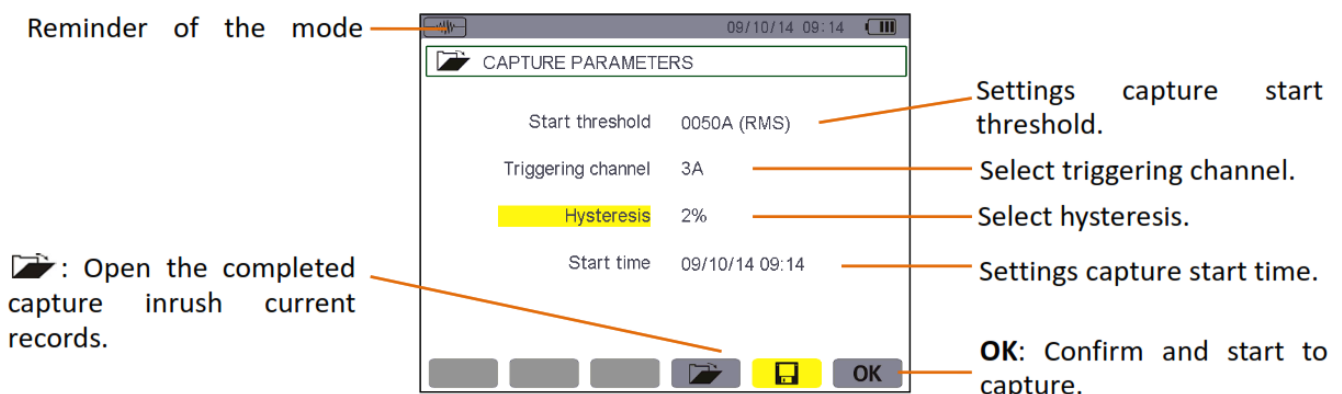 Reminder of the mode
09/10/14 09:14
CAPTURE PARAMETERS
Start threshold 0050A (RMS)
Settings capture start
threshold.
Triggering channel 3A
Select triggering channel.
Hysteresis 2%
Select hysteresis.
Start time 09/10/14 09:14
Settings capture start time.
: Open the completed
capture inrush current
records.
OK
OK: Confirm and start to
capture.